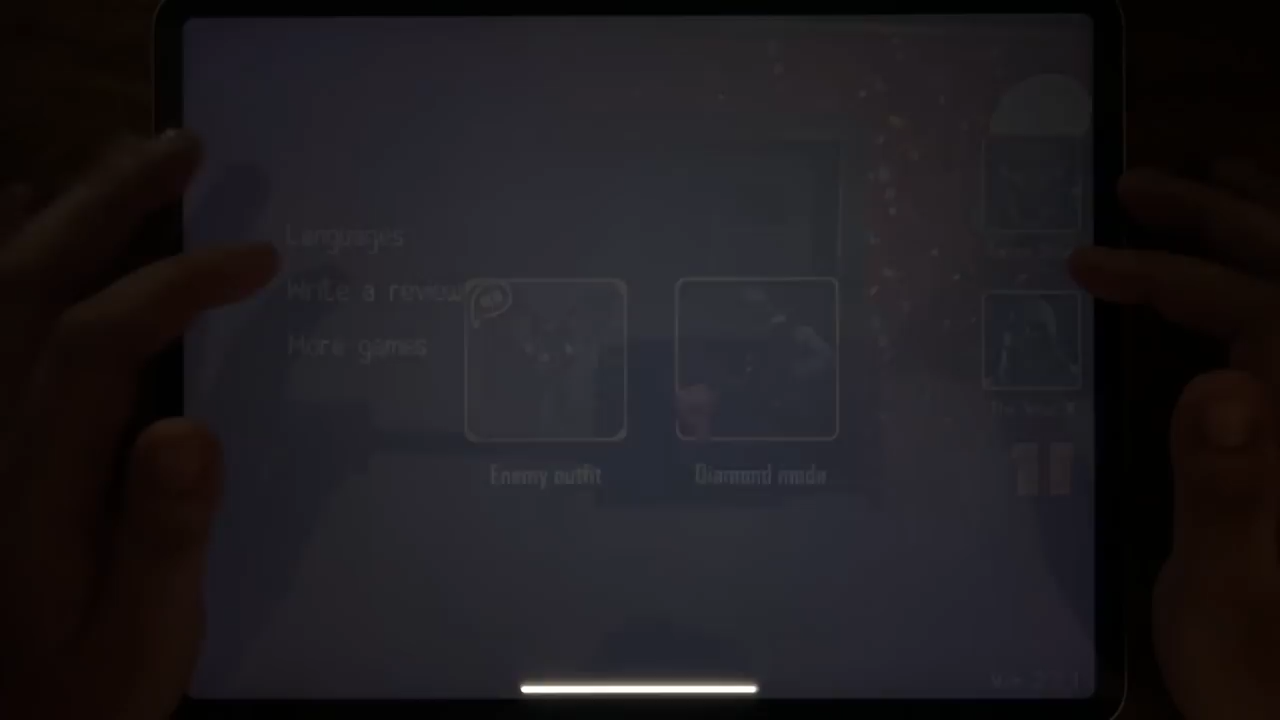 Languages
Write a review
More games
Enemy outfit
Diamond mode